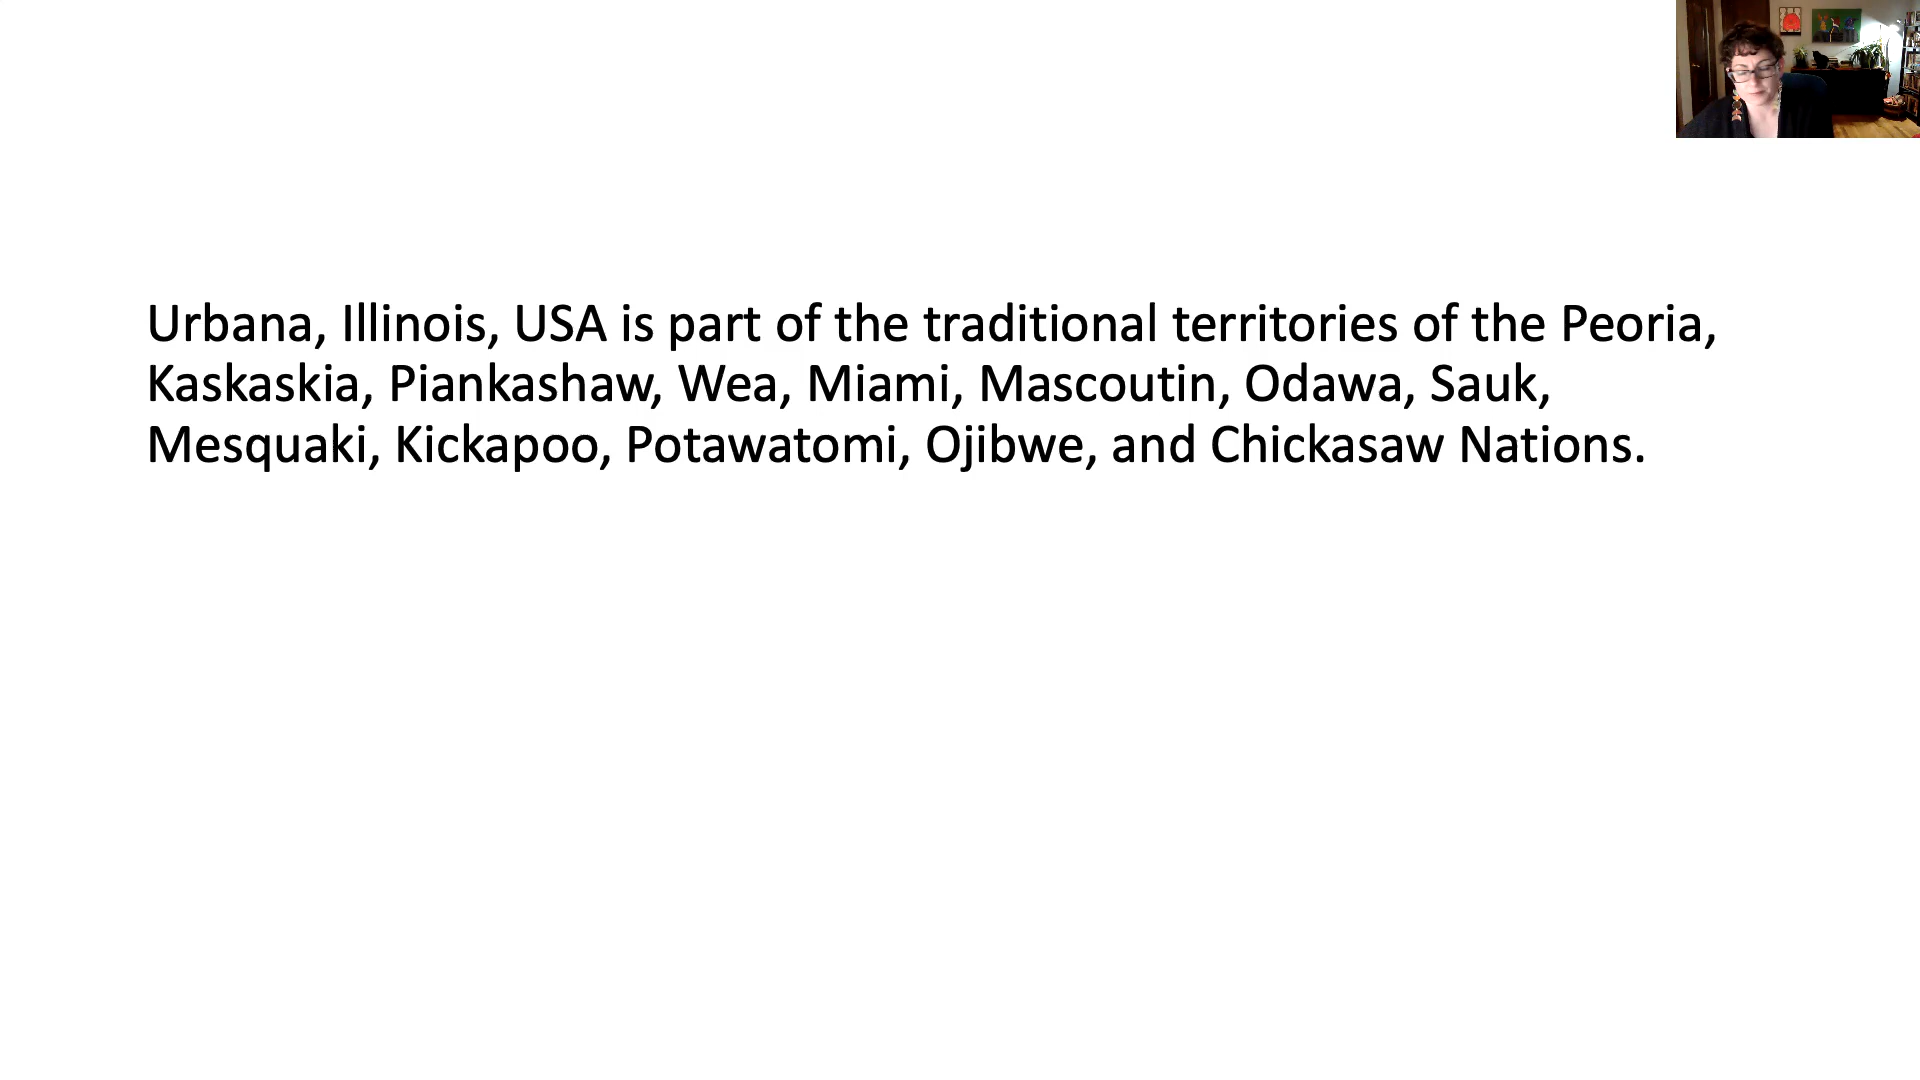 Urbana, Illinois, USA is part of the traditional territories of the Peoria,
Kaskaskia, Piankashaw, Wea, Miami, Mascoutin, Odawa, Sauk,
Mesquaki, Kickapoo, Potawatomi, Ojibwe, and Chickasaw Nations.